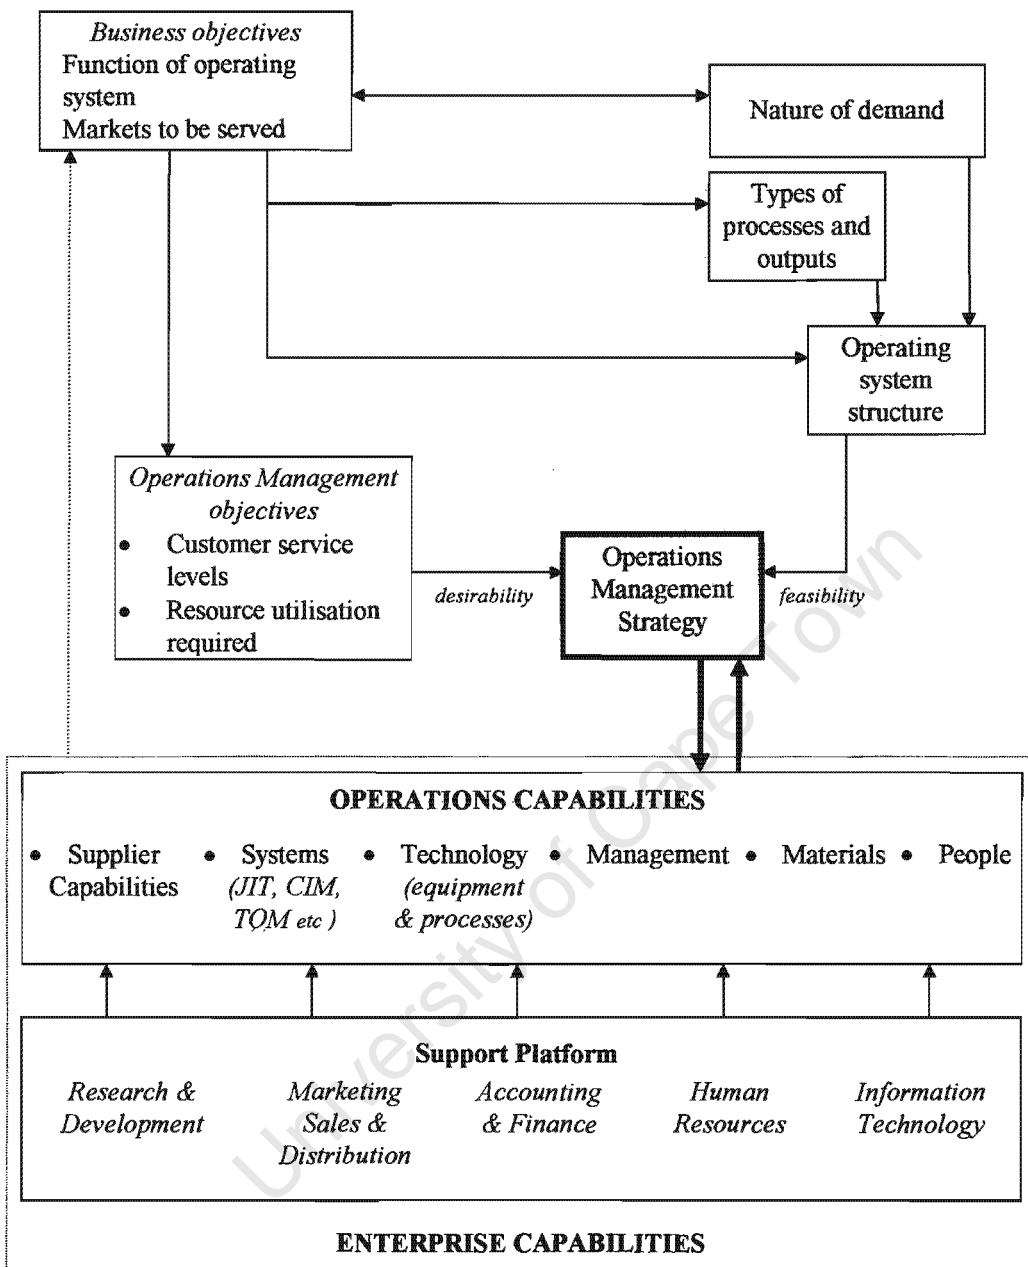 Business objectives
Function of operating
system
Markets to be served
Nature of demand
Types of
processes and
outputs
Operating
system
structure
Operations Management
objectives
• Customer service
levels
• Resource utilisation
required
desirability
Operations
Management
Strategy
feasibility
OPERATIONS CAPABILITIES
• Supplier
Capabilities
• Systems
(JIT, CIM,
TQM etc )
• Technology
(equipment
& processes)
• Management
• Materials
• People
Support Platform
Research &
Development
Marketing
Sales &
Distribution
Accounting
& Finance
Human
Resources
Information
Technology
ENTERPRISE CAPABILITIES
University of Cape Town